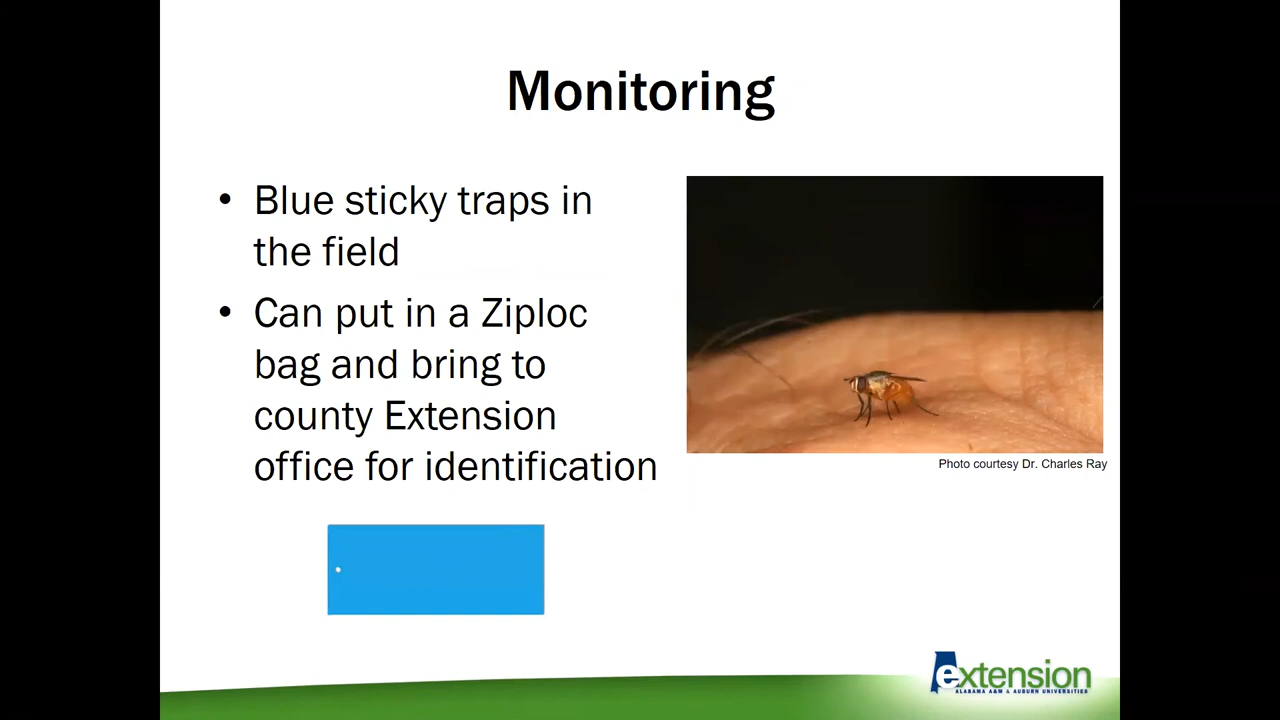 Monitoring
• Blue sticky traps in
the field
• Can put in a Ziploc
bag and bring to
county Extension
office for identification
Photo courtesy Dr. Charles Ray
extension
ALABAMA A&M & AUBURN UNIVERSITIES